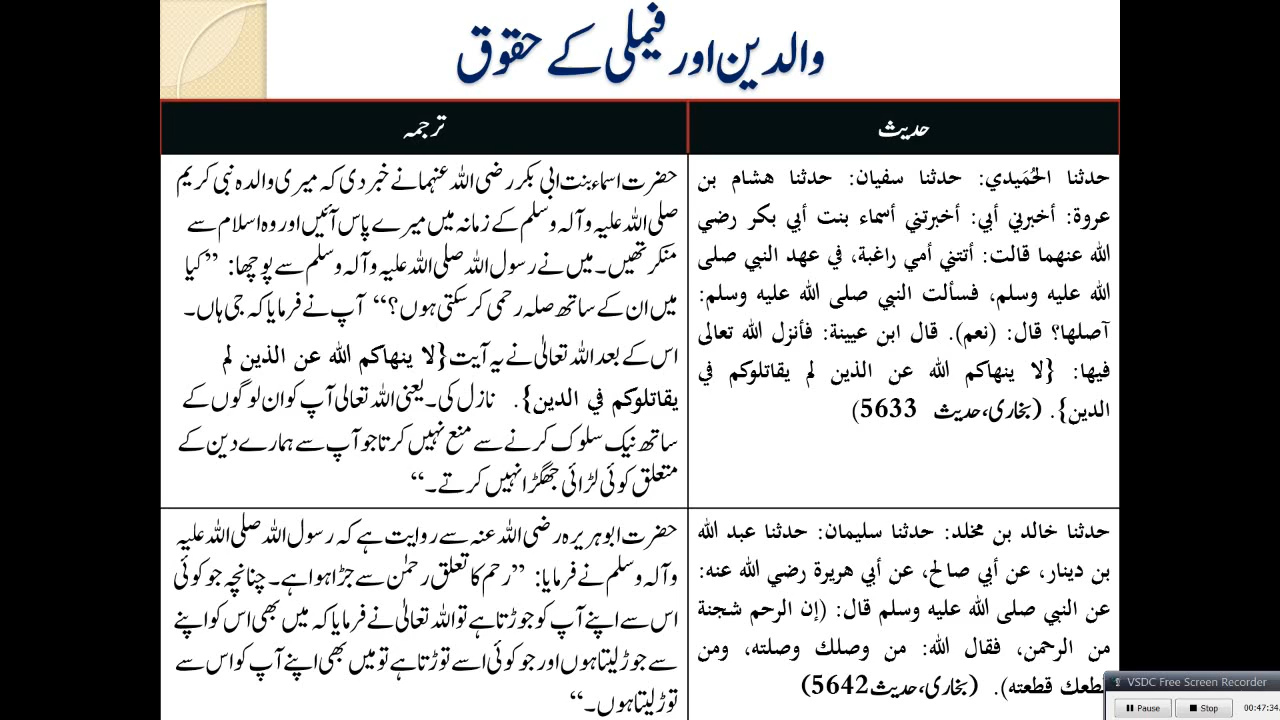 والدین اور فیملی کے حقوق
حدیث
ترجمہ
حدثنا الحُمَيدي: حدثنا سفيان: حدثنا هشام بن
عروة: أخبرني أبي: أخبرتني أسماء بنت أبي بكر رضي
الله عنهما قالت: أتتني أمي راغبة، في عهد النبي صلى
الله عليه وسلم، فسألت النبي صلى الله عليه وسلم:
آصلها؟ قال: (نعم). قال ابن عيينة: فأنزل الله تعالى
فيها: {لا ينهاكم الله عن الذين لم يقاتلوكم في
الدين}. (بخاری، حدیث 5633)
حضرت اسماء بنت ابی بکر رضی اللہ عنہما نے خبر دی کہ میری والدہ نبی کریم
صلی اللہ علیہ وآلہ وسلم کے زمانہ میں میرے پاس آئیں اور وہ اسلام سے
منکر تھیں۔ میں نے رسول اللہ صلی اللہ علیہ وآلہ وسلم سے پوچھا: ”کیا
میں ان کے ساتھ صلہ رحمی کر سکتی ہوں؟“ آپ نے فرمایا کہ جی ہاں۔
اس کے بعد اللہ تعالیٰ نے یہ آیت {لا ينهاكم الله عن الذين لم
يقاتلوكم في الدين}. نازل کی۔ یعنی اللہ تعالی آپ کو ان لوگوں کے
ساتھ نیک سلوک کرنے سے منع نہیں کرتا جو آپ سے ہمارے دین کے
متعلق کوئی لڑائی جھگڑا نہیں کرتے۔“
حدثنا خالد بن مخلد: حدثنا سليمان: حدثنا عبد الله
بن دينار، عن أبي صالح، عن أبي هريرة رضي الله عنه:
عن النبي صلى الله عليه وسلم قال: (إن الرحم شجنة
من الرحمن، فقال الله: من وصلك وصلته، ومن
قطعك قطعته). (بخاری، حدیث 5642)
حضرت ابوہریرہ رضی اللہ عنہ سے روایت ہے کہ رسول اللہ صلی اللہ علیہ
وآلہ وسلم نے فرمایا: ”رحم کا تعلق رحمٰن سے جڑا ہوا ہے۔ چنانچہ جو کوئی
اس سے اپنے آپ کو جوڑتا ہے تو اللہ تعالیٰ نے فرمایا کہ میں بھی اس کو اپنے
سے جوڑ لیتا ہوں اور جو کوئی اسے توڑتا ہے تو میں بھی اپنے آپ کو اس سے
توڑ لیتا ہوں۔“
VSDC Free Screen Recorder
Pause Stop 00:47:34